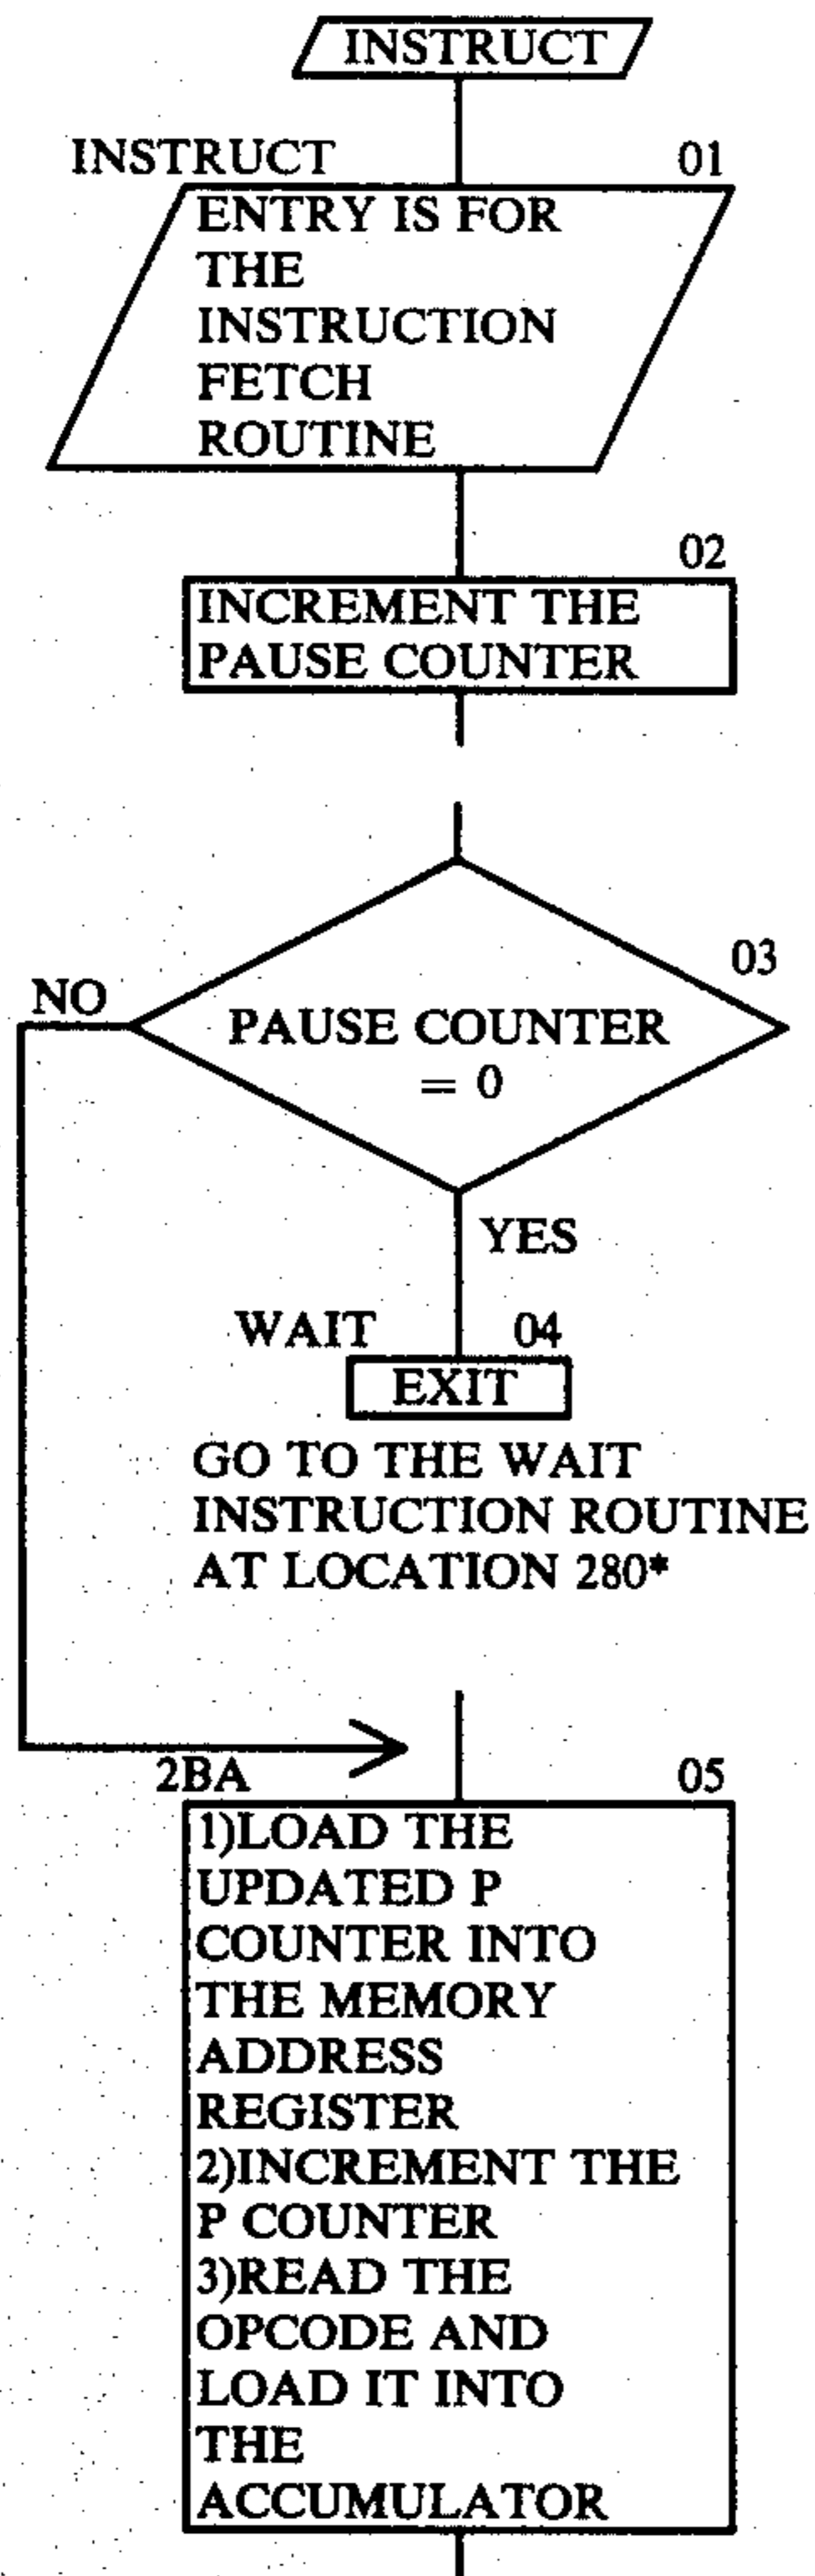 INSTRUCT
INSTRUCT 01
ENTRY IS FOR
THE
INSTRUCTION
FETCH
ROUTINE
02
INCREMENT THE
PAUSE COUNTER
03
NO
PAUSE COUNTER
= 0
YES
WAIT 04
EXIT
GO TO THE WAIT
INSTRUCTION ROUTINE
AT LOCATION 280*
2BA 05
1)LOAD THE
UPDATED P
COUNTER INTO
THE MEMORY
ADDRESS
REGISTER
2)INCREMENT THE
P COUNTER
3)READ THE
OPCODE AND
LOAD IT INTO
THE
ACCUMULATOR